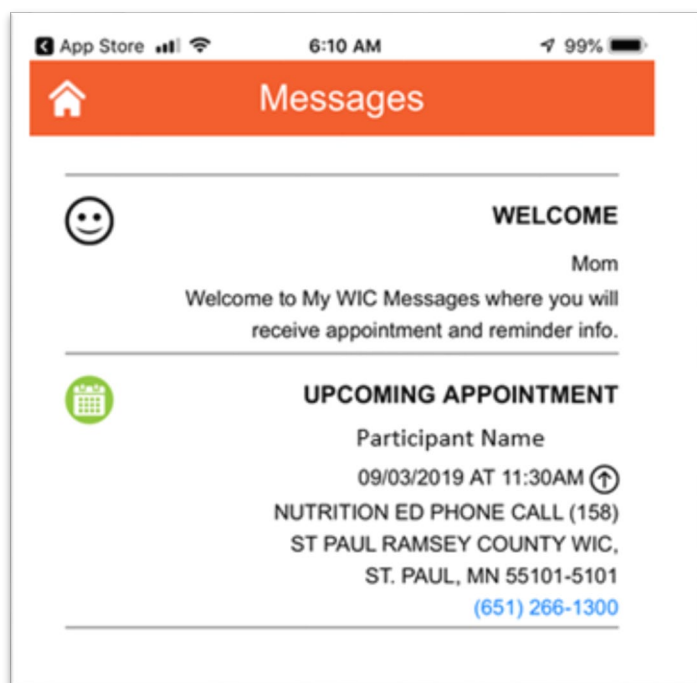 App Store 6:10 AM 99%
Messages
WELCOME
Mom
Welcome to My WIC Messages where you will
receive appointment and reminder info.
UPCOMING APPOINTMENT
Participant Name
09/03/2019 AT 11:30AM
NUTRITION ED PHONE CALL (158)
ST PAUL RAMSEY COUNTY WIC,
ST. PAUL, MN 55101-5101
(651) 266-1300